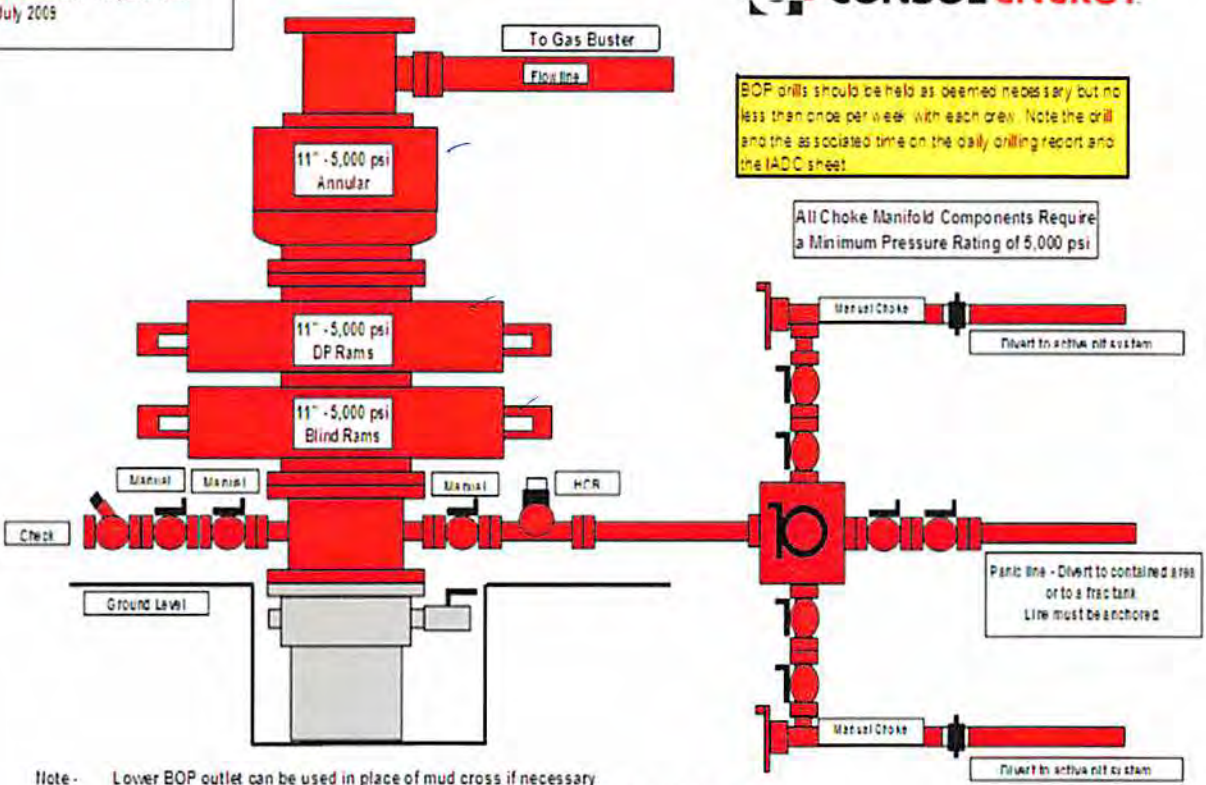 July 2009
CONSOL ENERGY
To Gas Buster
Flowline
BOP drills should be held as deemed necessary but no
less than once per week with each crew. Note the drill
and the associated time on the daily drilling report and
the IADC sheet
11" - 5,000 psi
Annular
All Choke Manifold Components Require
a Minimum Pressure Rating of 5,000 psi
Manual Choke
Divert to active pit system
11" - 5,000 psi
DP Rams
11" - 5,000 psi
Blind Rams
Manual
Manual
Manual
HCR
Check
Panic line - Divert to contained area
or to a frac tank
Line must be anchored
Ground Level
Manual Choke
Divert to active pit system
Note - Lower BOP outlet can be used in place of mud cross if necessary